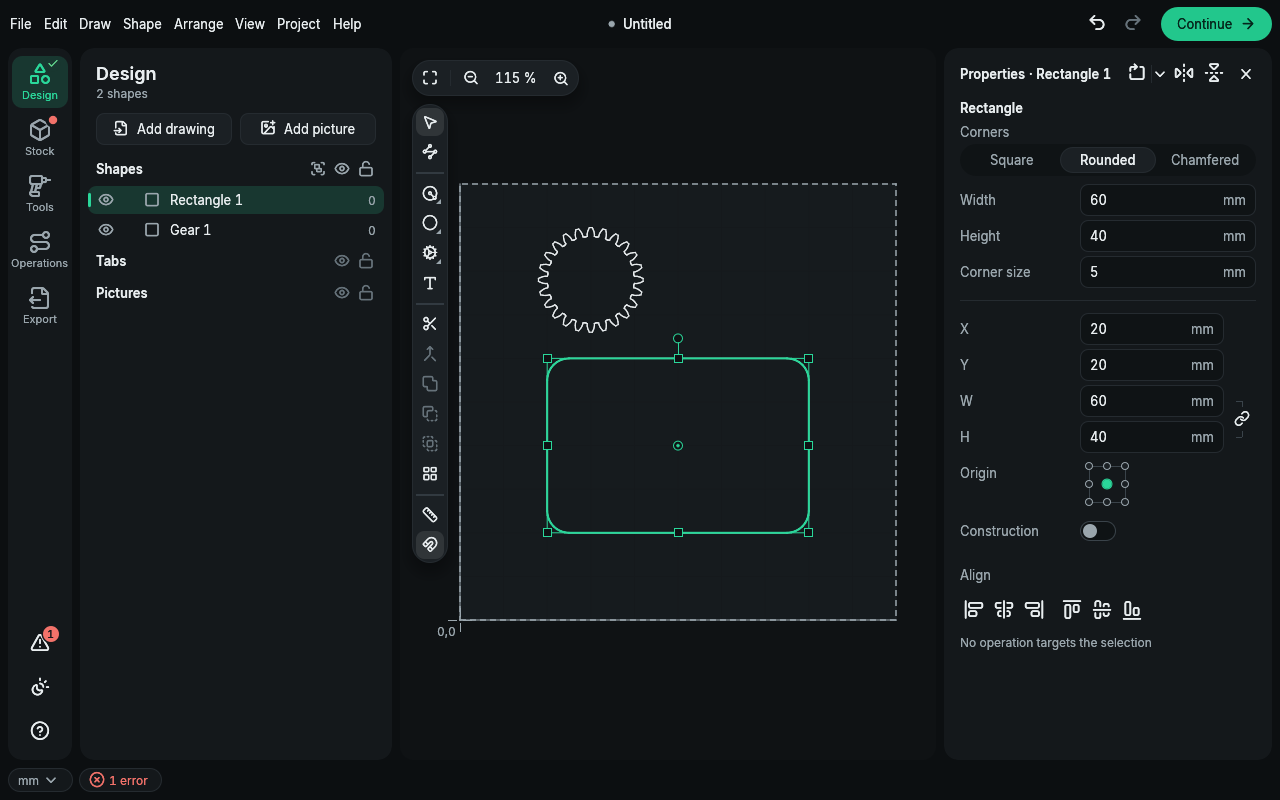 File Edit Draw Shape Arrange View Project Help
Untitled
Continue
Design
Stock
Tools
Operations
Export
1
Design
2 shapes
Add drawing
Add picture
Shapes
Rectangle 1 0
Gear 1 0
Tabs
Pictures
115 %
0,0
Properties · Rectangle 1
Rectangle
Corners
Square Rounded Chamfered
Width 60 mm
Height 40 mm
Corner size 5 mm
X 20 mm
Y 20 mm
W 60 mm
H 40 mm
Origin
Construction
Align
No operation targets the selection
mm
1 error